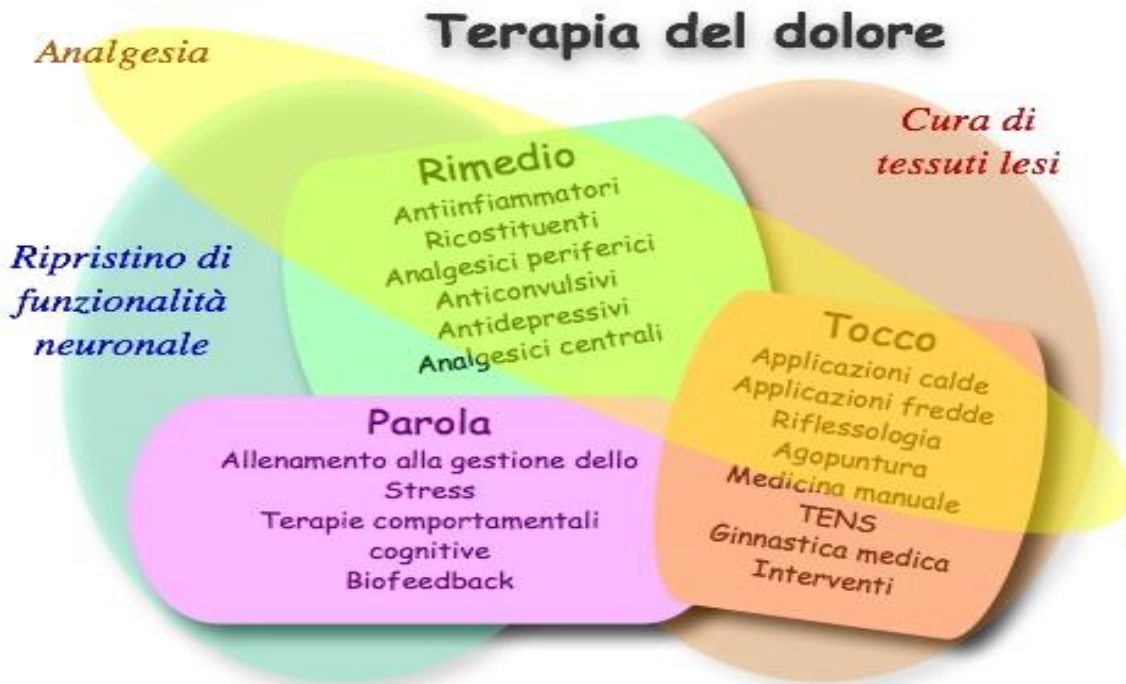 Terapia del dolore
Analgesia
Cura di
tessuti lesi
Ripristino di
funzionalità
neuronale
Rimedio
Antiinfiammatori
Ricostituenti
Analgesici periferici
Anticonvulsivi
Antidepressivi
Analgesici centrali
Tocco
Applicazioni calde
Applicazioni fredde
Riflessologia
Agopuntura
Medicina manuale
TENS
Ginnastica medica
Interventi
Parola
Allenamento alla gestione dello
Stress
Terapie comportamentali
cognitive
Biofeedback